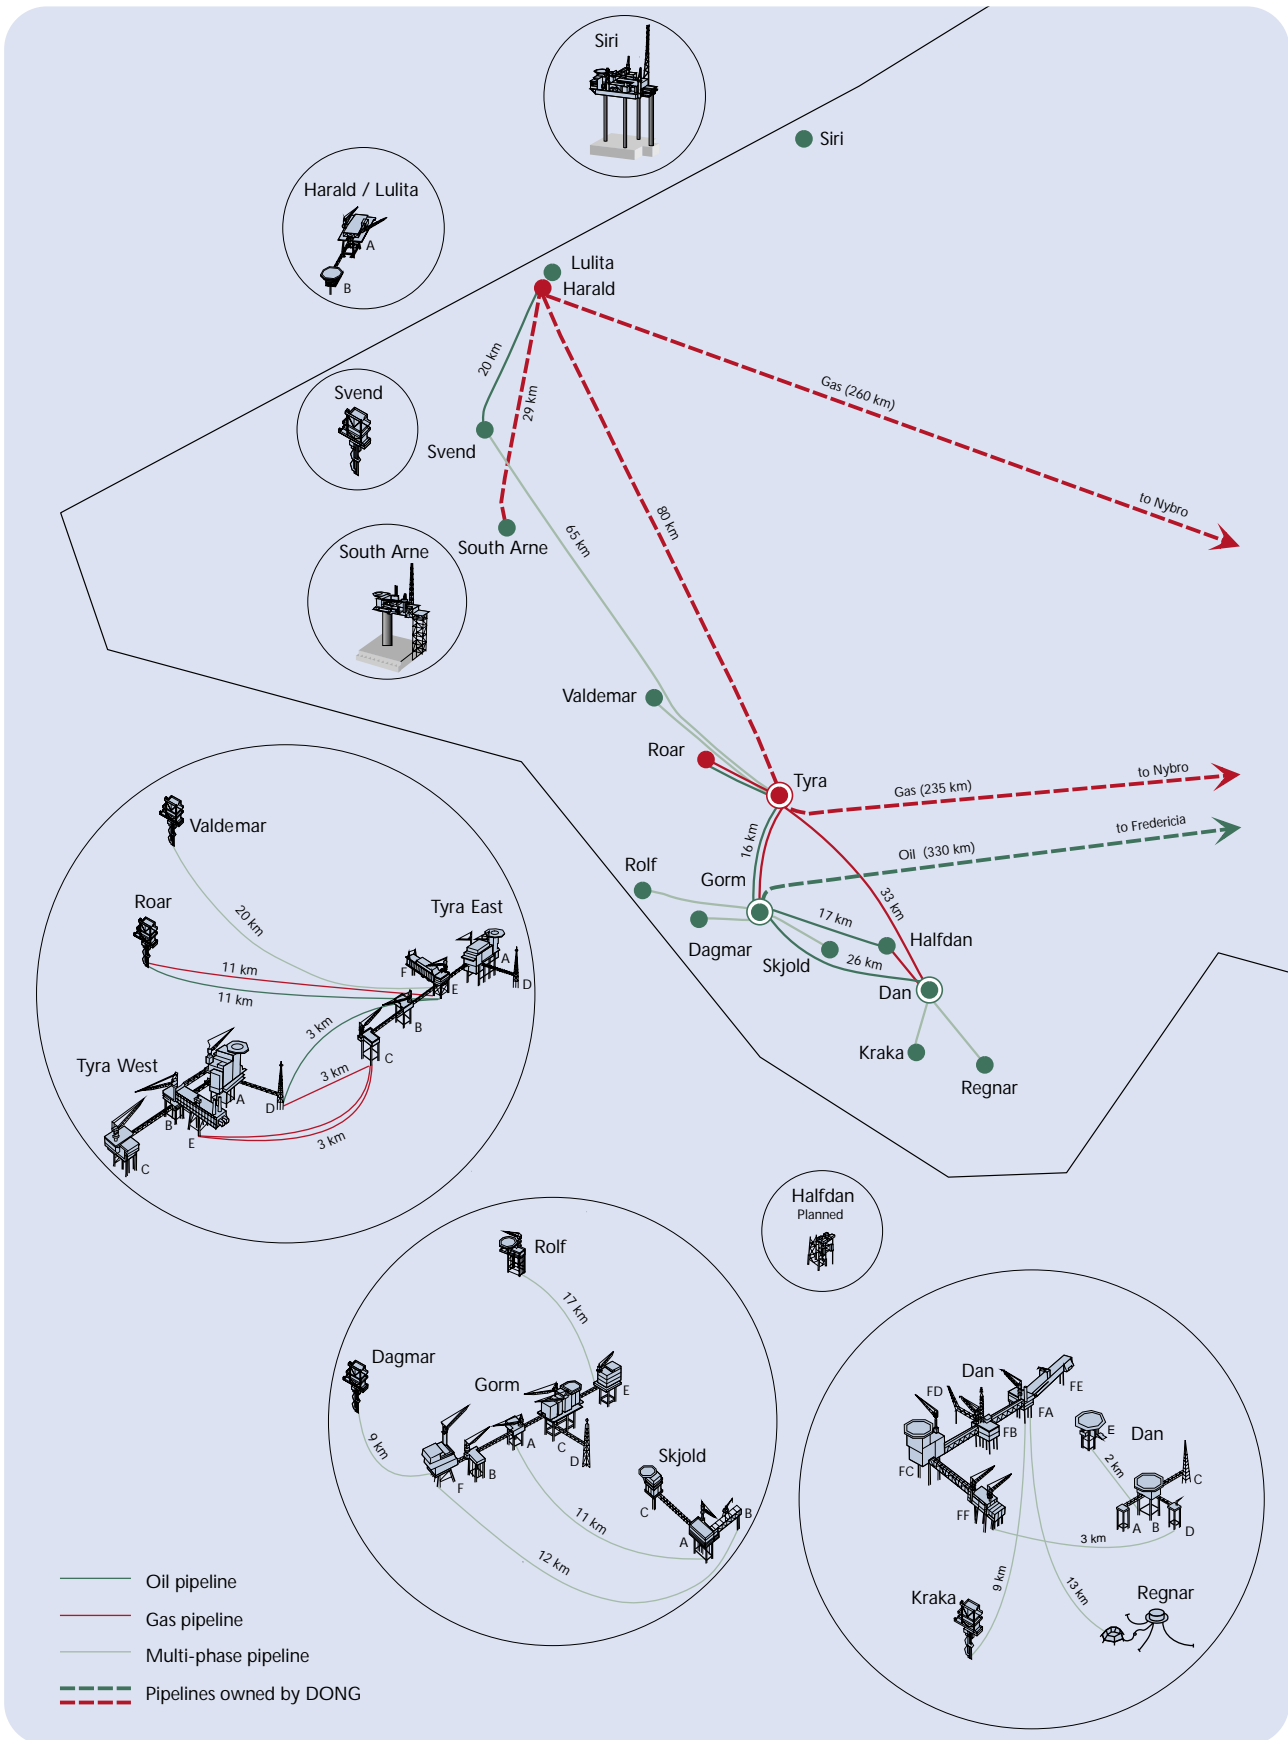 Siri
Siri
Harald / Lulita
A
B
Lulita
Harald
20 km
29 km
Gas (260 km)
to Nybro
Svend
Svend
South Arne
65 km
80 km
South Arne
Valdemar
Roar
Tyra
to Nybro
Gas (235 km)
to Fredericia
Oil (330 km)
16 km
Rolf
Gorm
33 km
17 km
Halfdan
Dagmar
Skjold
26 km
Dan
Kraka
Regnar
Valdemar
Roar
20 km
Tyra East
A
F
D
E
11 km
11 km
B
3 km
C
Tyra West
3 km
A
D
B
E
3 km
C
Halfdan
Planned
Rolf
17 km
Dagmar
Gorm
E
A
C
D
B
F
9 km
Skjold
C
B
A
11 km
12 km
Dan
FE
FD
FA
FB
E
Dan
FC
2 km
C
FF
A
B
D
3 km
9 km
13 km
Kraka
Regnar
Oil pipeline
Gas pipeline
Multi-phase pipeline
Pipelines owned by DONG